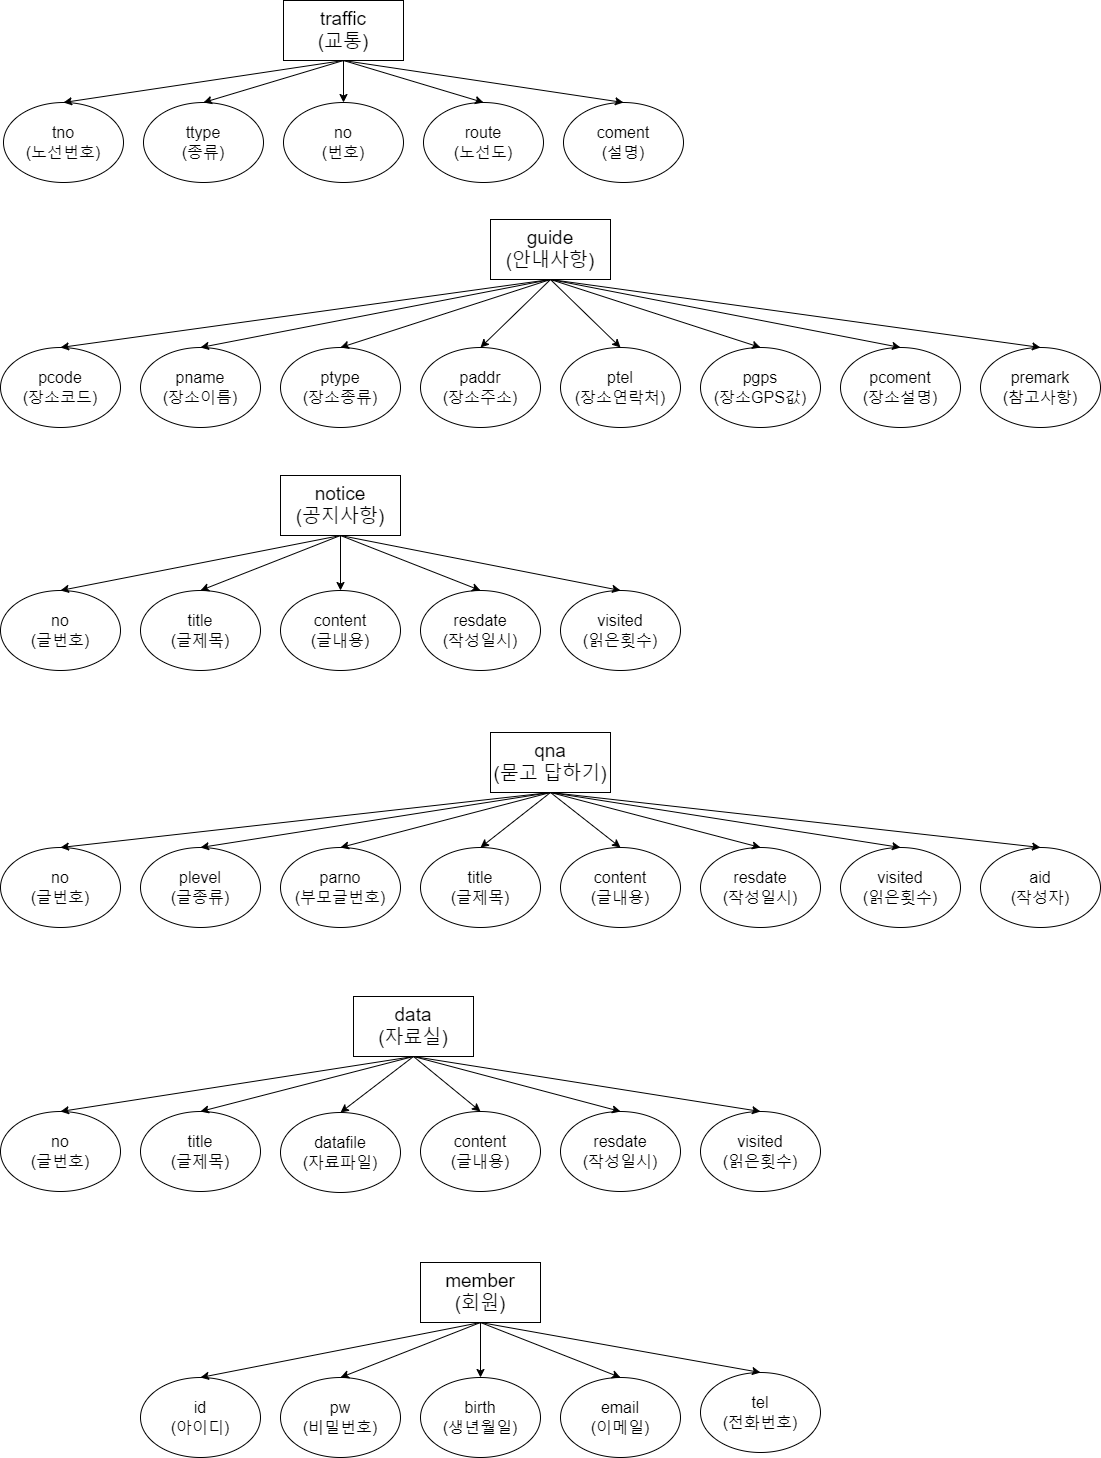 traffic
(교통)
tno
(노선번호)
ttype
(종류)
no
(번호)
route
(노선도)
coment
(설명)
guide
(안내사항)
pcode
(장소코드)
pname
(장소이름)
ptype
(장소종류)
paddr
(장소주소)
ptel
(장소연락처)
pgps
(장소GPS값)
pcoment
(장소설명)
premark
(참고사항)
notice
(공지사항)
no
(글번호)
title
(글제목)
content
(글내용)
resdate
(작성일시)
visited
(읽은횟수)
qna
(묻고 답하기)
no
(글번호)
plevel
(글종류)
parno
(부모글번호)
title
(글제목)
content
(글내용)
resdate
(작성일시)
visited
(읽은횟수)
aid
(작성자)
data
(자료실)
no
(글번호)
title
(글제목)
datafile
(자료파일)
content
(글내용)
resdate
(작성일시)
visited
(읽은횟수)
member
(회원)
id
(아이디)
pw
(비밀번호)
birth
(생년월일)
email
(이메일)
tel
(전화번호)